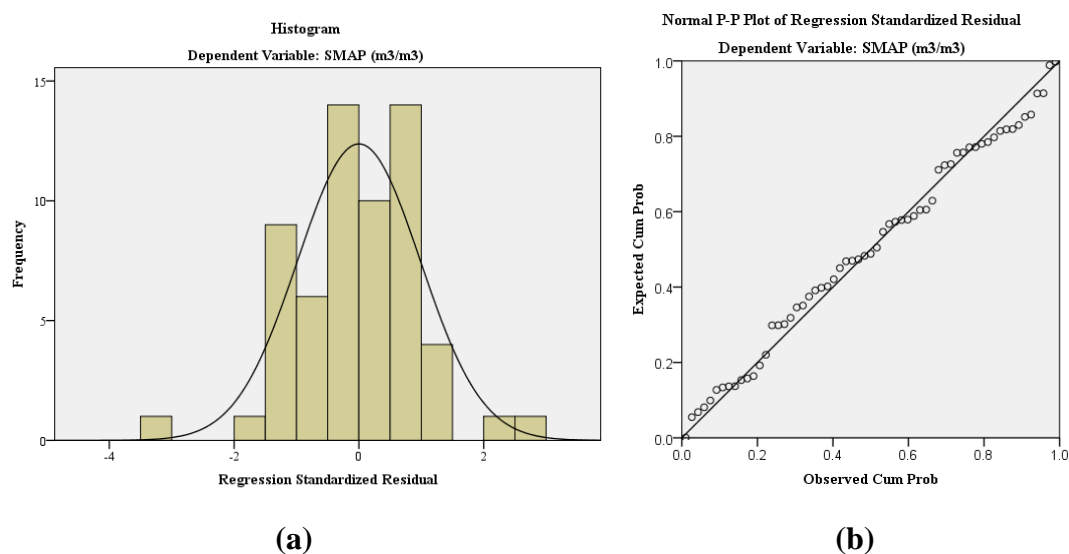 Histogram
Dependent Variable: SMAP (m3/m3)
Frequency
15
10
5
0
-4
-2
0
2
Regression Standardized Residual
(a)
Normal P-P Plot of Regression Standardized Residual
Dependent Variable: SMAP (m3/m3)
Expected Cum Prob
1.0
0.8
0.6
0.4
0.2
0.0
0.0
0.2
0.4
0.6
0.8
1.0
Observed Cum Prob
(b)